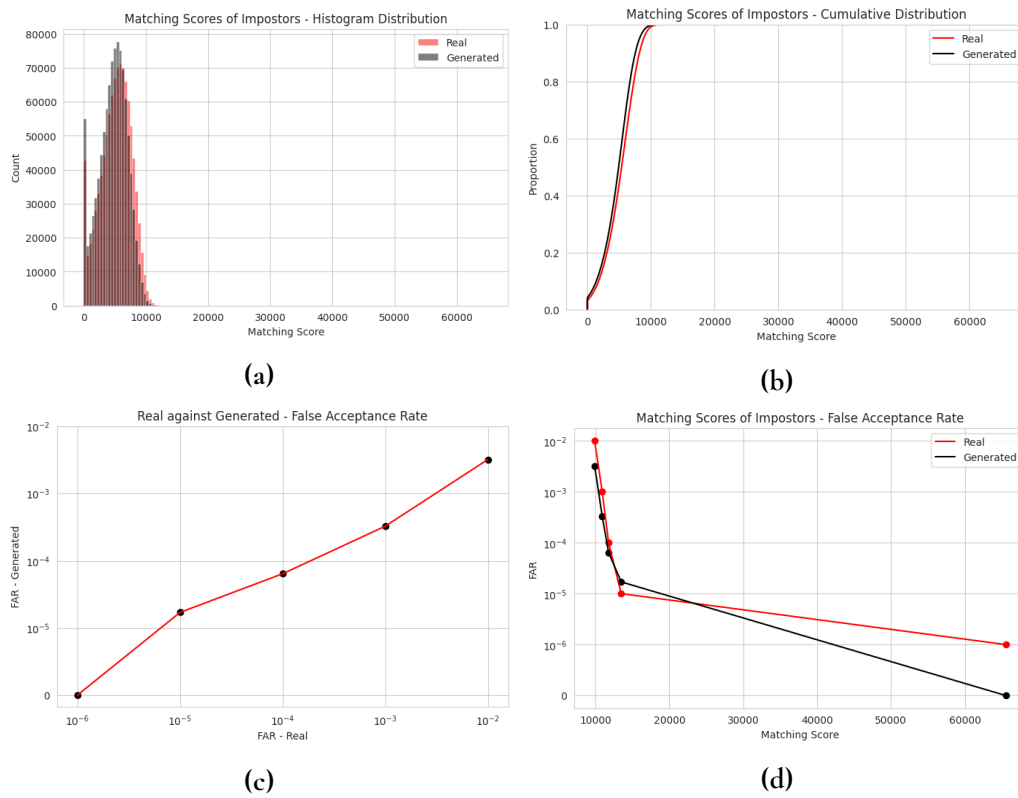 Matching Scores of Impostors - Histogram Distribution
80000
70000
60000
50000
40000
30000
20000
10000
0
Count
Real
Generated
0 10000 20000 30000 40000 50000 60000
Matching Score
(a)
Matching Scores of Impostors - Cumulative Distribution
1.0
0.8
0.6
0.4
0.2
0.0
Proportion
Real
Generated
0 10000 20000 30000 40000 50000 60000
Matching Score
(b)
Real against Generated - False Acceptance Rate
10⁻²
10⁻³
10⁻⁴
10⁻⁵
0
FAR - Generated
10⁻⁶ 10⁻⁵ 10⁻⁴ 10⁻³ 10⁻²
FAR - Real
(c)
Matching Scores of Impostors - False Acceptance Rate
10⁻²
10⁻³
10⁻⁴
10⁻⁵
10⁻⁶
0
FAR
Real
Generated
10000 20000 30000 40000 50000 60000
Matching Score
(d)